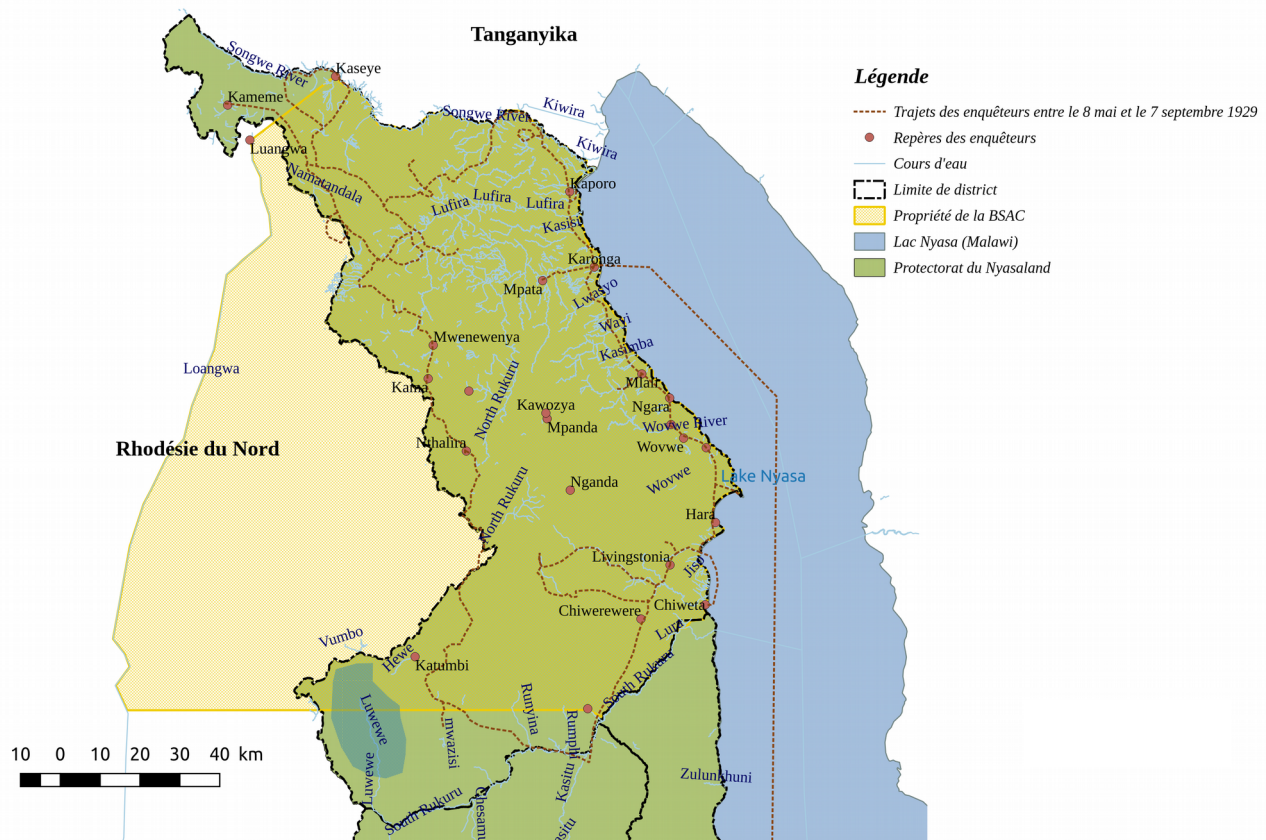 Tanganyika
Songwe River
Kaseye
Kameme
Luangwa
Namatandala
Songwe River
Kiwira
Kiwira
Kaporo
Lufira
Lufira
Lufira
Kasisi
Karonga
Mpata
Lwasyo
Wayi
Kasimba
Mwenewenya
Kama
Mlali
Ngara
North Rukuru
Kawozya
Mpanda
Wovwe River
Wovwe
Nthalira
Loangwa
Rhodésie du Nord
Nganda
Wovwe
Lake Nyasa
North Rukuru
Hara
Livingstonia
Jiso
Chiwerewere
Chiweta
Lura
Vumbo
Hewe
Katumbi
South Rukuru
Luwewe
Runyina
mwazisi
Rumphi
Luwewe
Kasitu
Zulunkhuni
South Rukuru
10 0 10 20 30 40 km
Légende
Trajets des enquêteurs entre le 8 mai et le 7 septembre 1929
Repères des enquêteurs
Cours d'eau
Limite de district
Propriété de la BSAC
Lac Nyasa (Malawi)
Protectorat du Nyasaland